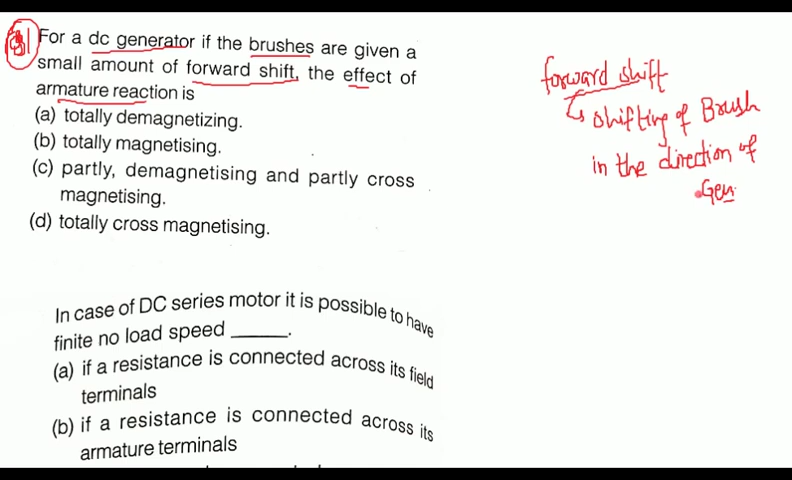 For a dc generator if the brushes are given a
small amount of forward shift, the effect of
armature reaction is
(a) totally demagnetizing.
(b) totally magnetising.
(c) partly, demagnetising and partly cross
magnetising.
(d) totally cross magnetising.
forward shift
shifting of Brush
in the direction of
Gen
In case of DC series motor it is possible to have
finite no load speed ______.
(a) if a resistance is connected across its field
terminals
(b) if a resistance is connected across its
armature terminals